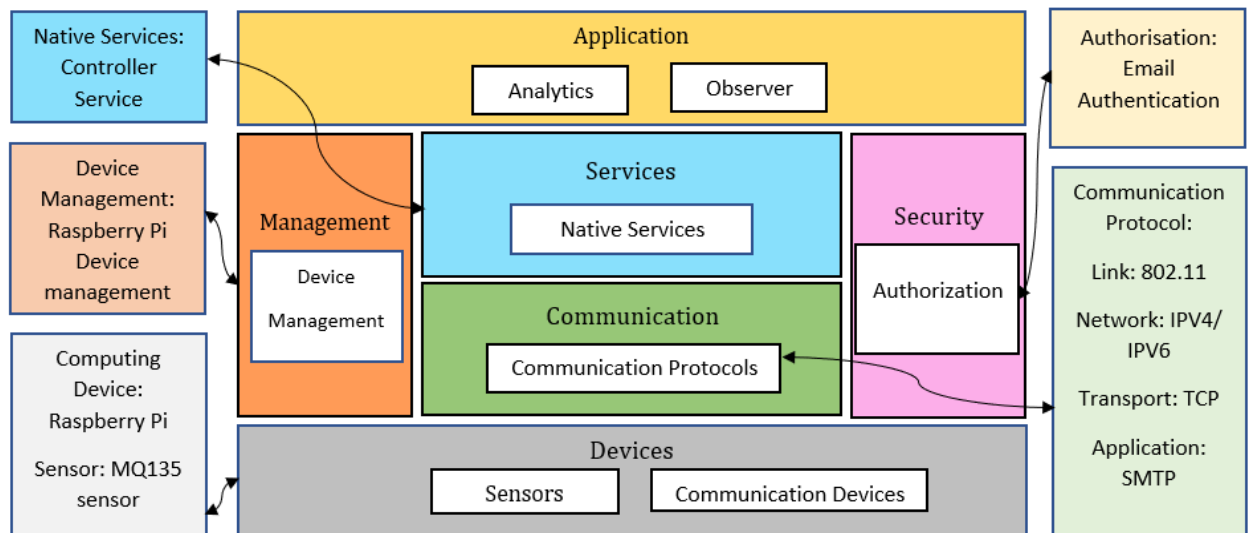 Native Services:
Controller
Service
Device
Management:
Raspberry Pi
Device
management
Computing
Device:
Raspberry Pi
Sensor: MQ135
sensor
Application
Analytics
Observer
Management
Device
Management
Services
Native Services
Communication
Communication Protocols
Security
Authorization
Devices
Sensors
Communication Devices
Authorisation:
Email
Authentication
Communication
Protocol:
Link: 802.11
Network: IPV4/
IPV6
Transport: TCP
Application:
SMTP